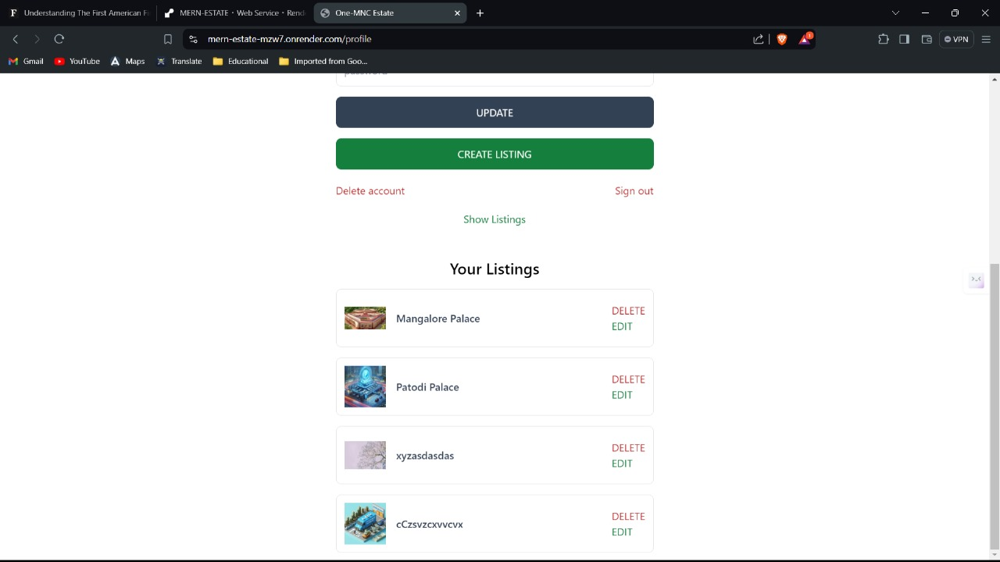 Understanding The First American Fi
MERN-ESTATE · Web Service · Rend
One-MNC Estate
mern-estate-mzw7.onrender.com/profile
1
VPN
Gmail
YouTube
Maps
Translate
Educational
Imported from Goo...
password
UPDATE
CREATE LISTING
Delete account
Sign out
Show Listings
Your Listings
Mangalore Palace
DELETE
EDIT
Patodi Palace
DELETE
EDIT
xyzasdasdas
DELETE
EDIT
cCzsvzcxvvcvx
DELETE
EDIT